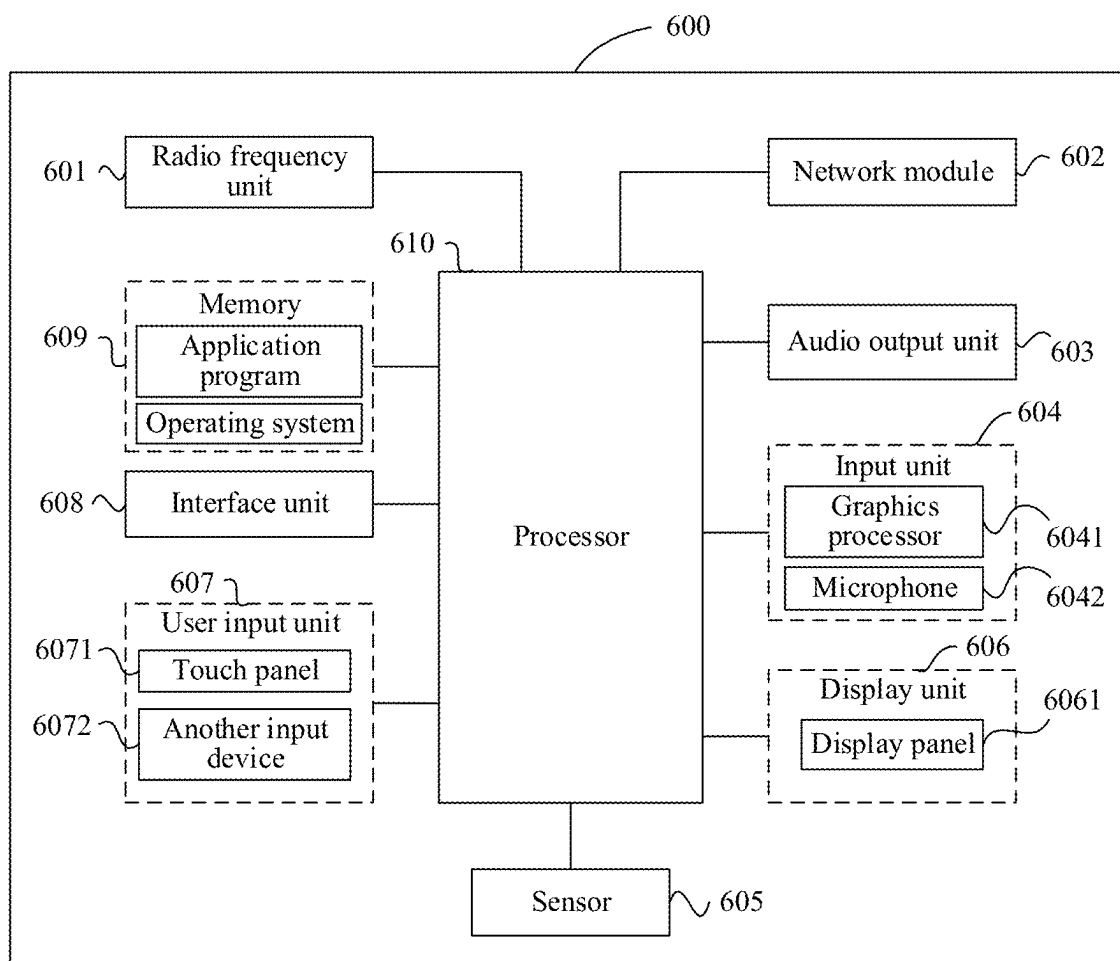 600
601
Radio frequency
unit
Network module
602
610
Memory
609
Application
program
Operating system
Audio output unit
603
604
608
Interface unit
Input unit
Graphics
processor
6041
Microphone
6042
Processor
607
User input unit
6071
Touch panel
6072
Another input
device
606
Display unit
6061
Display panel
Sensor
605